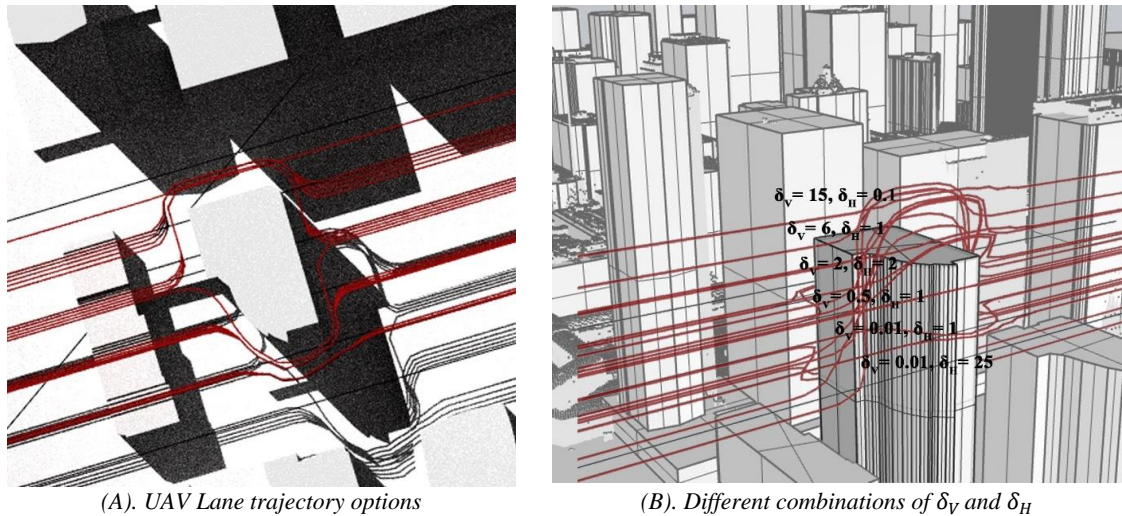 δV= 15, δH= 0.1
δV= 6, δH= 1
δV= 2, δH= 2
δV= 0.5, δH= 1
δV= 0.01, δH= 1
δV= 0.01, δH= 25
(A). UAV Lane trajectory options
(B). Different combinations of δV and δH